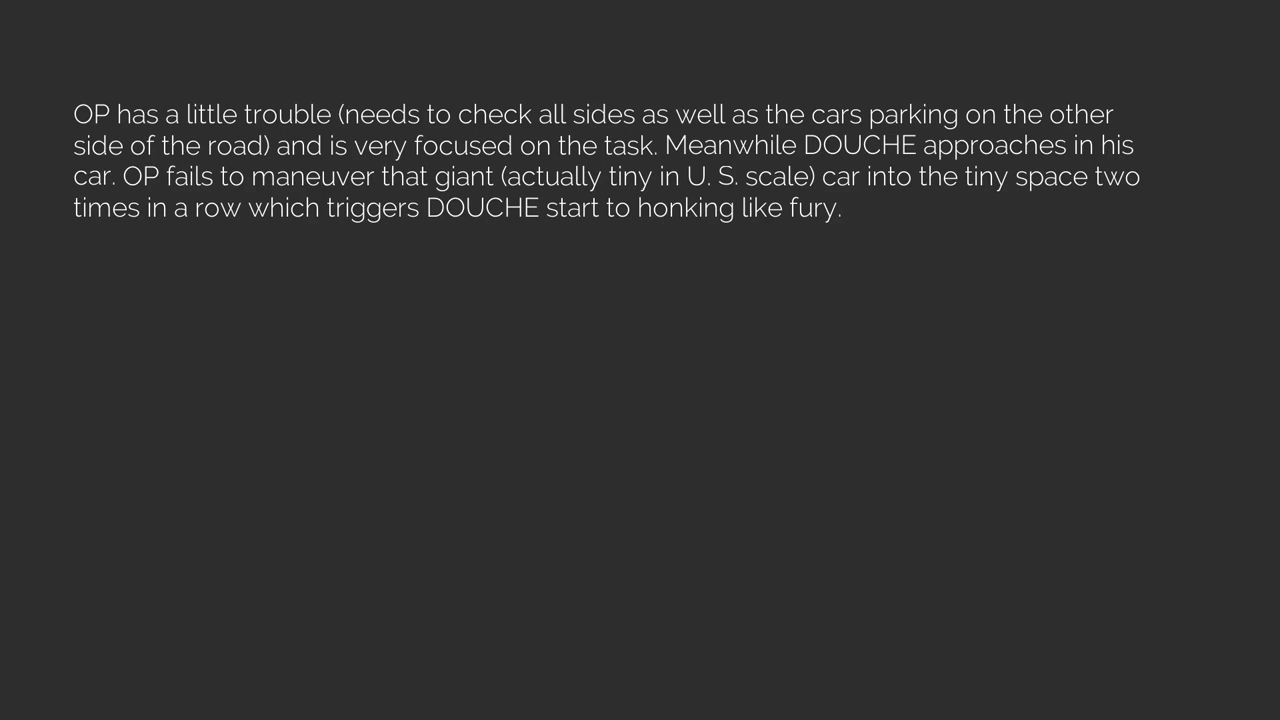 OP has a little trouble (needs to check all sides as well as the cars parking on the other
side of the road) and is very focused on the task. Meanwhile DOUCHE approaches in his
car. OP fails to maneuver that giant (actually tiny in U. S. scale) car into the tiny space two
times in a row which triggers DOUCHE start to honking like fury.